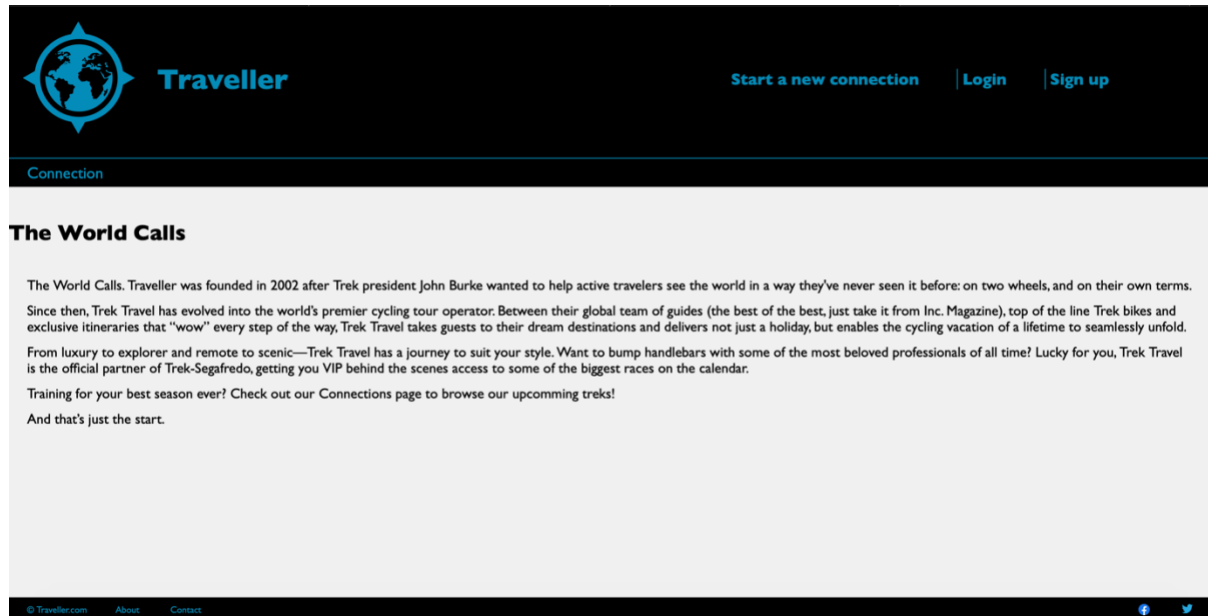 Traveller
Start a new connection
Login
Sign up
Connection
The World Calls
The World Calls. Traveller was founded in 2002 after Trek president John Burke wanted to help active travelers see the world in a way they've never seen it before: on two wheels, and on their own terms.
Since then, Trek Travel has evolved into the world's premier cycling tour operator. Between their global team of guides (the best of the best, just take it from Inc. Magazine), top of the line Trek bikes and
exclusive itineraries that “wow” every step of the way, Trek Travel takes guests to their dream destinations and delivers not just a holiday, but enables the cycling vacation of a lifetime to seamlessly unfold.
From luxury to explorer and remote to scenic—Trek Travel has a journey to suit your style. Want to bump handlebars with some of the most beloved professionals of all time? Lucky for you, Trek Travel
is the official partner of Trek-Segafredo, getting you VIP behind the scenes access to some of the biggest races on the calendar.
Training for your best season ever? Check out our Connections page to browse our upcomming treks!
And that's just the start.
© Traveller.com
About
Contact